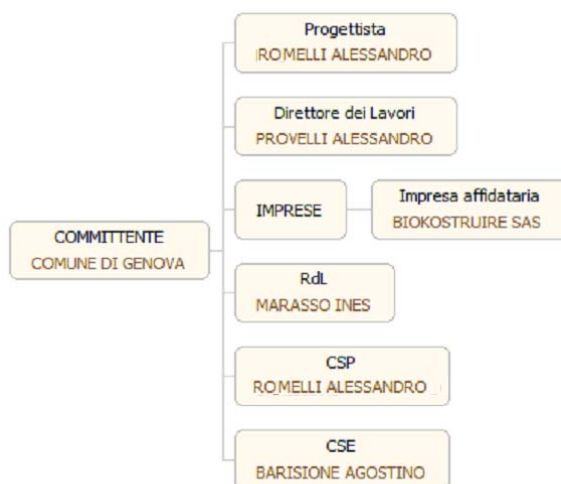 Progettista
ROMELLI ALESSANDRO
Direttore dei Lavori
PROVELLI ALESSANDRO
IMPRESE
Impresa affidataria
BIOKOSTRUIRE SAS
COMMITTENTE
COMUNE DI GENOVA
RdL
MARASSO INES
CSP
ROMELLI ALESSANDRO
CSE
BARISIONE AGOSTINO